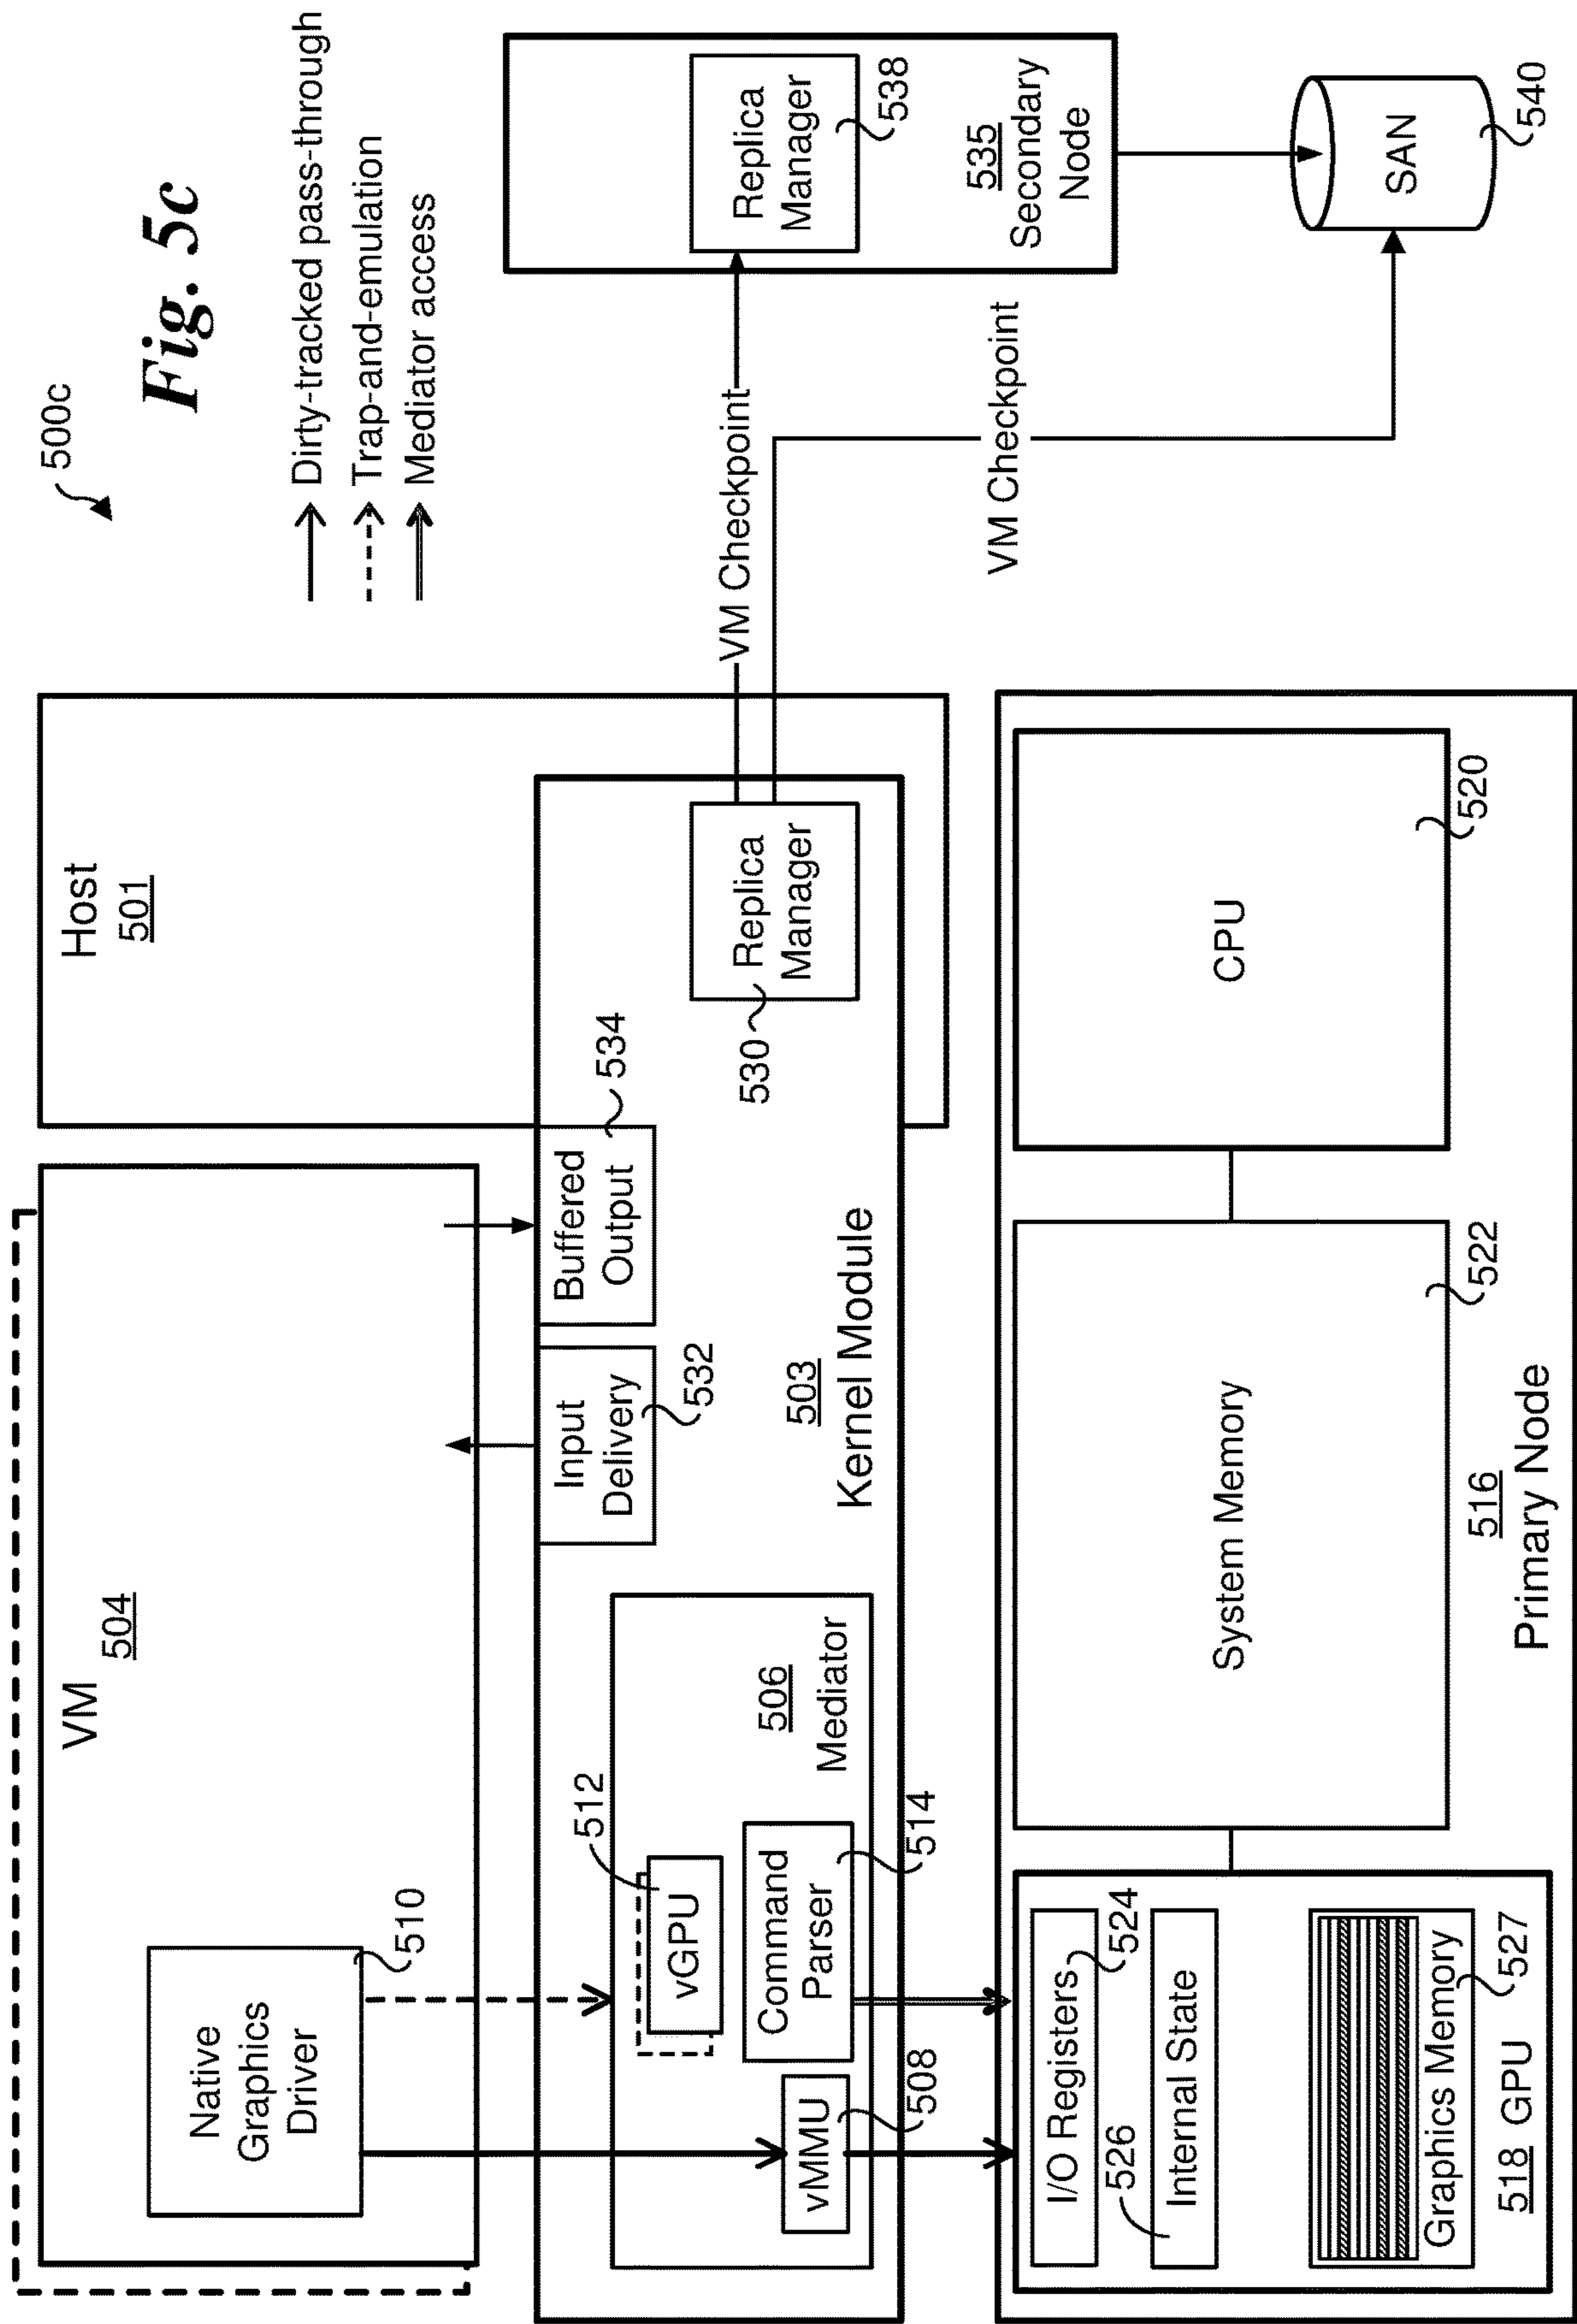 500c
Fig. 5c
Dirty-tracked pass-through
Trap-and-emulation
Mediator access
VM
504
Native
Graphics
Driver
510
Host
501
Input
Delivery
532
Buffered
Output
534
503
Kernel Module
506
Mediator
512
vGPU
Command
Parser
514
vMMU
508
Replica
Manager
530
VM Checkpoint
VM Checkpoint
Replica
Manager
538
535
Secondary
Node
SAN
540
I/O Registers
524
526
Internal State
Graphics Memory
527
518 GPU
System Memory
522
CPU
520
516
Primary Node